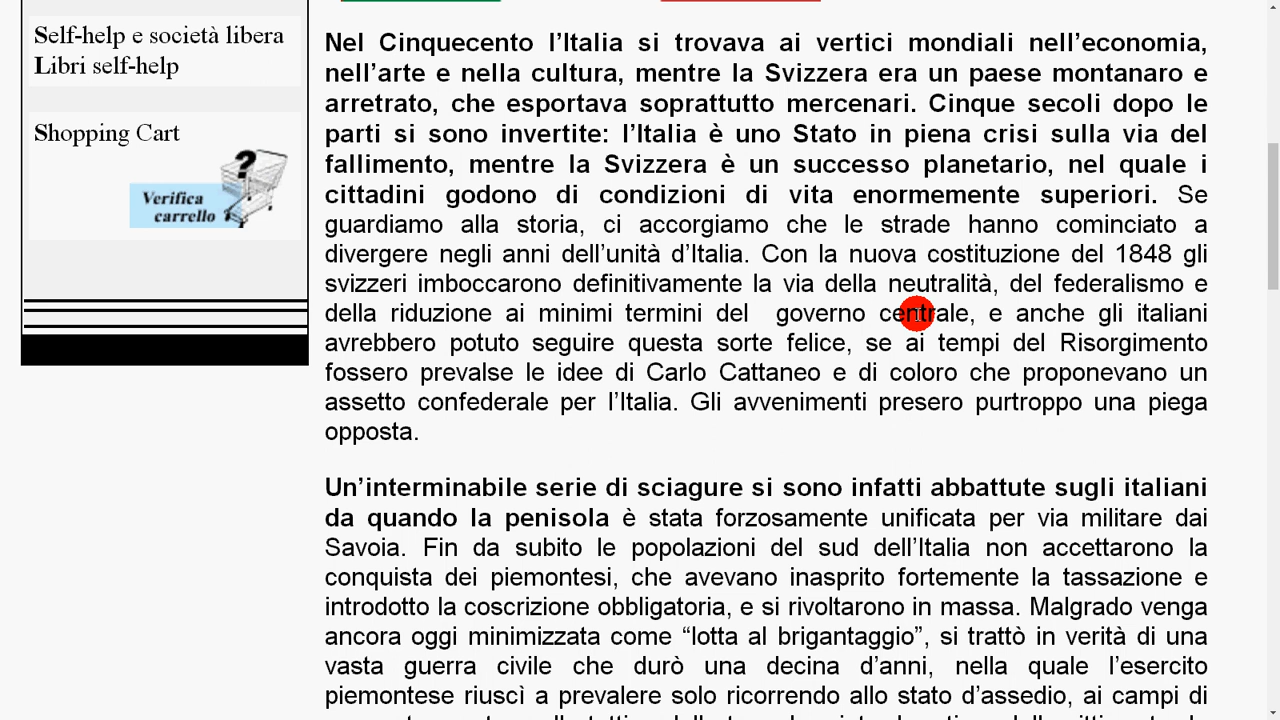 Self-help e società libera
Libri self-help
Shopping Cart
?
Verifica
carrello
Nel Cinquecento l’Italia si trovava ai vertici mondiali nell’economia,
nell’arte e nella cultura, mentre la Svizzera era un paese montanaro e
arretrato, che esportava soprattutto mercenari. Cinque secoli dopo le
parti si sono invertite: l’Italia è uno Stato in piena crisi sulla via del
fallimento, mentre la Svizzera è un successo planetario, nel quale i
cittadini godono di condizioni di vita enormemente superiori. Se
guardiamo alla storia, ci accorgiamo che le strade hanno cominciato a
divergere negli anni dell’unità d’Italia. Con la nuova costituzione del 1848 gli
svizzeri imboccarono definitivamente la via della neutralità, del federalismo e
della riduzione ai minimi termini del governo centrale, e anche gli italiani
avrebbero potuto seguire questa sorte felice, se ai tempi del Risorgimento
fossero prevalse le idee di Carlo Cattaneo e di coloro che proponevano un
assetto confederale per l’Italia. Gli avvenimenti presero purtroppo una piega
opposta.
Un’interminabile serie di sciagure si sono infatti abbattute sugli italiani
da quando la penisola è stata forzosamente unificata per via militare dai
Savoia. Fin da subito le popolazioni del sud dell’Italia non accettarono la
conquista dei piemontesi, che avevano inasprito fortemente la tassazione e
introdotto la coscrizione obbligatoria, e si rivoltarono in massa. Malgrado venga
ancora oggi minimizzata come “lotta al brigantaggio”, si trattò in verità di una
vasta guerra civile che durò una decina d’anni, nella quale l’esercito
piemontese riuscì a prevalere solo ricorrendo allo stato d’assedio, ai campi di